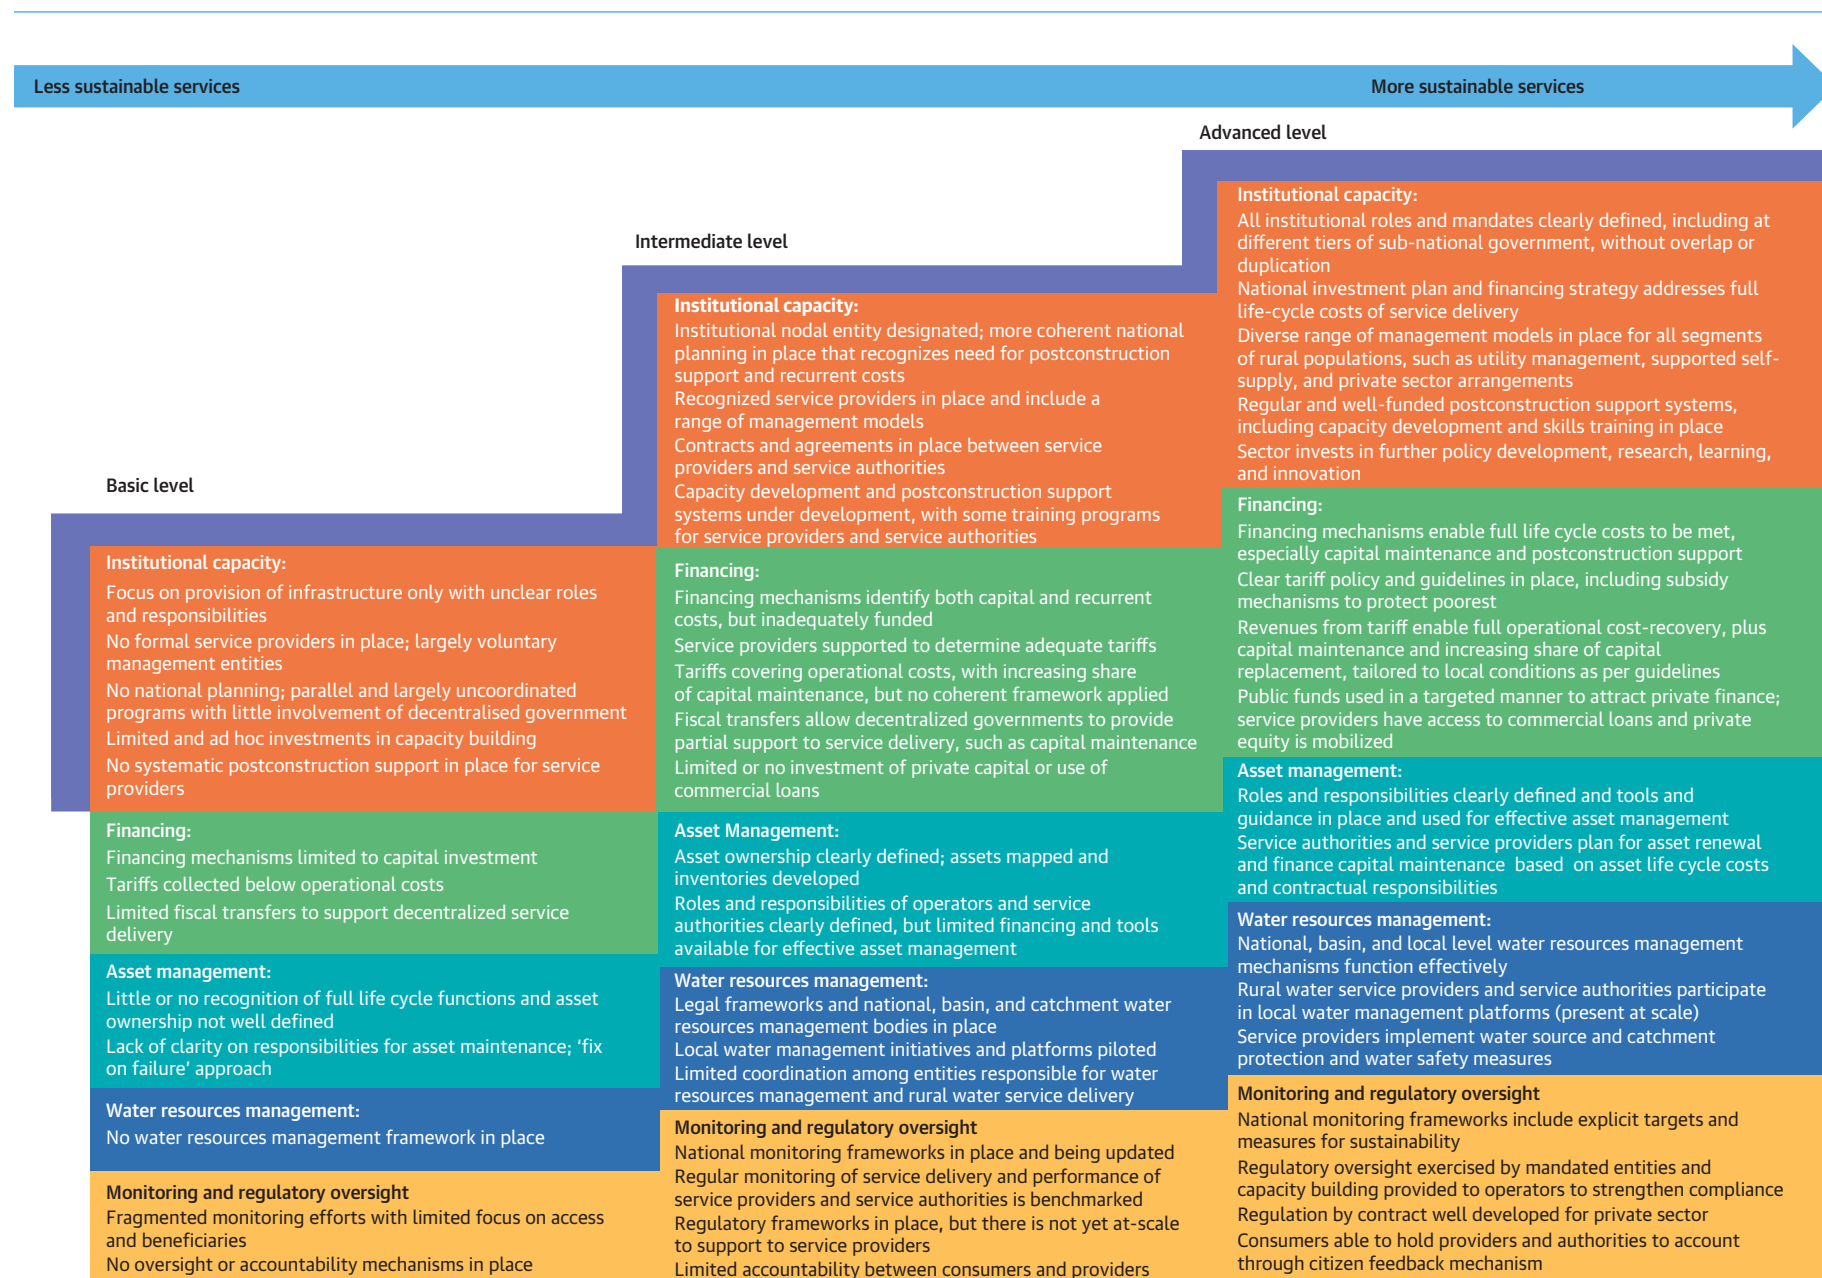 Less sustainable services
More sustainable services
Basic level
Institutional capacity:
Focus on provision of infrastructure only with unclear roles
and responsibilities
No formal service providers in place; largely voluntary
management entities
No national planning; parallel and largely uncoordinated
programs with little involvement of decentralised government
Limited and ad hoc investments in capacity building
No systematic postconstruction support in place for service
providers
Financing:
Financing mechanisms limited to capital investment
Tariffs collected below operational costs
Limited fiscal transfers to support decentralized service
delivery
Asset management:
Little or no recognition of full life cycle functions and asset
ownership not well defined
Lack of clarity on responsibilities for asset maintenance; ‘fix
on failure’ approach
Water resources management:
No water resources management framework in place
Monitoring and regulatory oversight
Fragmented monitoring efforts with limited focus on access
and beneficiaries
No oversight or accountability mechanisms in place
Intermediate level
Institutional capacity:
Institutional nodal entity designated; more coherent national
planning in place that recognizes need for postconstruction
support and recurrent costs
Recognized service providers in place and include a
range of management models
Contracts and agreements in place between service
providers and service authorities
Capacity development and postconstruction support
systems under development, with some training programs
for service providers and service authorities
Financing:
Financing mechanisms identify both capital and recurrent
costs, but inadequately funded
Service providers supported to determine adequate tariffs
Tariffs covering operational costs, with increasing share
of capital maintenance, but no coherent framework applied
Fiscal transfers allow decentralized governments to provide
partial support to service delivery, such as capital maintenance
Limited or no investment of private capital or use of
commercial loans
Asset Management:
Asset ownership clearly defined; assets mapped and
inventories developed
Roles and responsibilities of operators and service
authorities clearly defined, but limited financing and tools
available for effective asset management
Water resources management:
Legal frameworks and national, basin, and catchment water
resources management bodies in place
Local water management initiatives and platforms piloted
Limited coordination among entities responsible for water
resources management and rural water service delivery
Monitoring and regulatory oversight
National monitoring frameworks in place and being updated
Regular monitoring of service delivery and performance of
service providers and service authorities is benchmarked
Regulatory frameworks in place, but there is not yet at-scale
to support to service providers
Limited accountability between consumers and providers
Advanced level
Institutional capacity:
All institutional roles and mandates clearly defined, including at
different tiers of sub-national government, without overlap or
duplication
National investment plan and financing strategy addresses full
life-cycle costs of service delivery
Diverse range of management models in place for all segments
of rural populations, such as utility management, supported self-
supply, and private sector arrangements
Regular and well-funded postconstruction support systems,
including capacity development and skills training in place
Sector invests in further policy development, research, learning,
and innovation
Financing:
Financing mechanisms enable full life cycle costs to be met,
especially capital maintenance and postconstruction support
Clear tariff policy and guidelines in place, including subsidy
mechanisms to protect poorest
Revenues from tariff enable full operational cost-recovery, plus
capital maintenance and increasing share of capital
replacement, tailored to local conditions as per guidelines
Public funds used in a targeted manner to attract private finance;
service providers have access to commercial loans and private
equity is mobilized
Asset management:
Roles and responsibilities clearly defined and tools and
guidance in place and used for effective asset management
Service authorities and service providers plan for asset renewal
and finance capital maintenance based on asset life cycle costs
and contractual responsibilities
Water resources management:
National, basin, and local level water resources management
mechanisms function effectively
Rural water service providers and service authorities participate
in local water management platforms (present at scale)
Service providers implement water source and catchment
protection and water safety measures
Monitoring and regulatory oversight
National monitoring frameworks include explicit targets and
measures for sustainability
Regulatory oversight exercised by mandated entities and
capacity building provided to operators to strengthen compliance
Regulation by contract well developed for private sector
Consumers able to hold providers and authorities to account
through citizen feedback mechanism